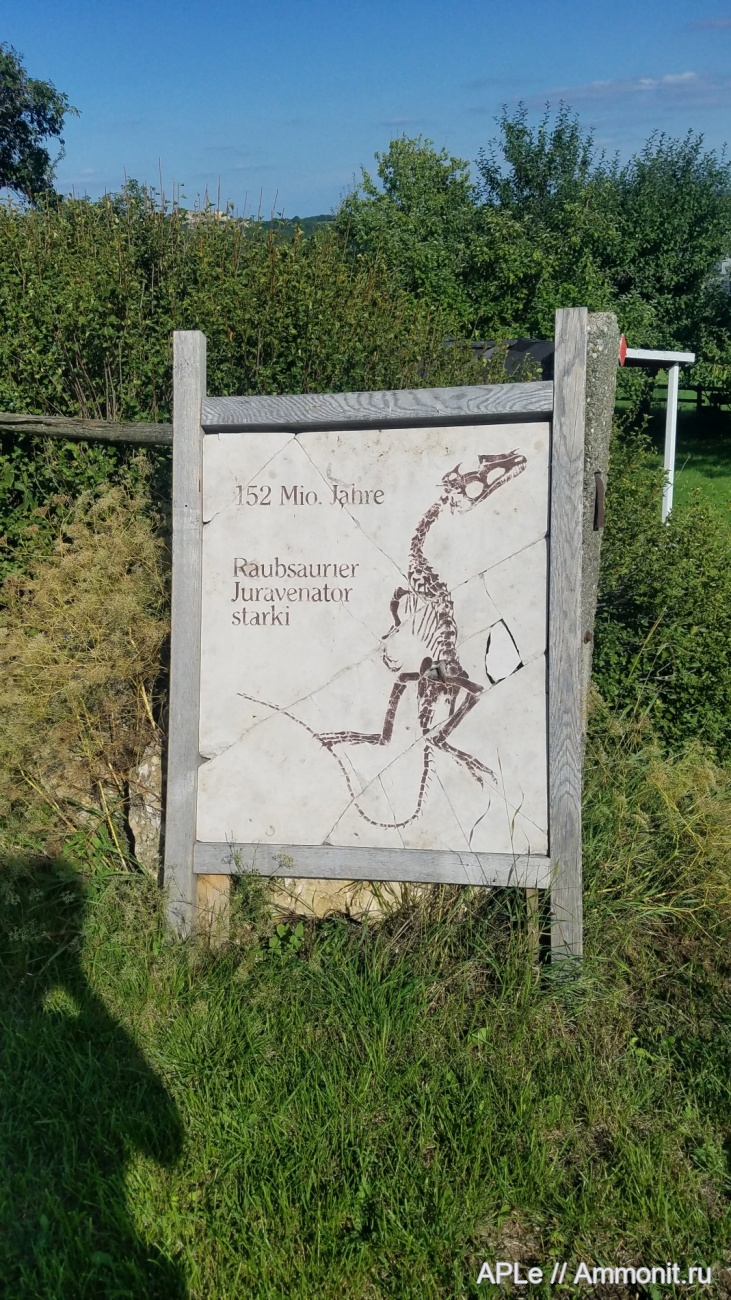 152 Mio. Jahre
Raubsaurier
Juravenator
starki
APLe // Ammonit.ru